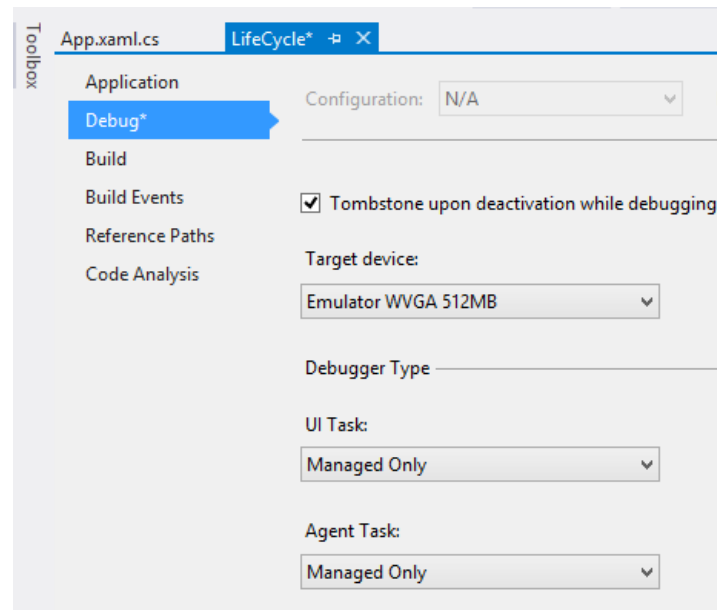 Toolbox
App.xaml.cs LifeCycle*
Application
Debug*
Build
Build Events
Reference Paths
Code Analysis
Configuration: N/A
Tombstone upon deactivation while debugging
Target device:
Emulator WVGA 512MB
Debugger Type
UI Task:
Managed Only
Agent Task:
Managed Only